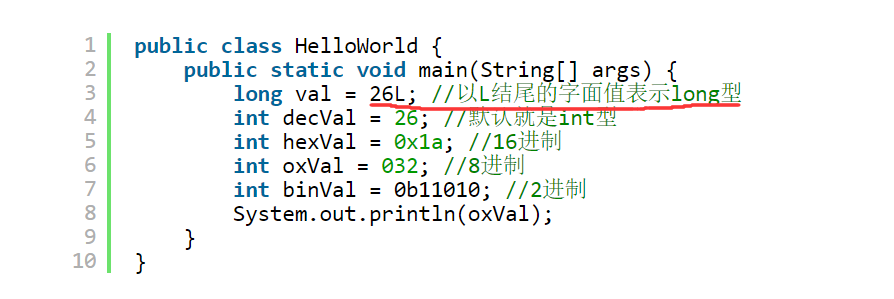 1 public class HelloWorld {
2 public static void main(String[] args) {
3 long val = 26L; //以L结尾的字面值表示long型
4 int decVal = 26; //默认就是int型
5 int hexVal = 0x1a; //16进制
6 int oxVal = 032; //8进制
7 int binVal = 0b11010; //2进制
8 System.out.println(oxVal);
9 }
10 }